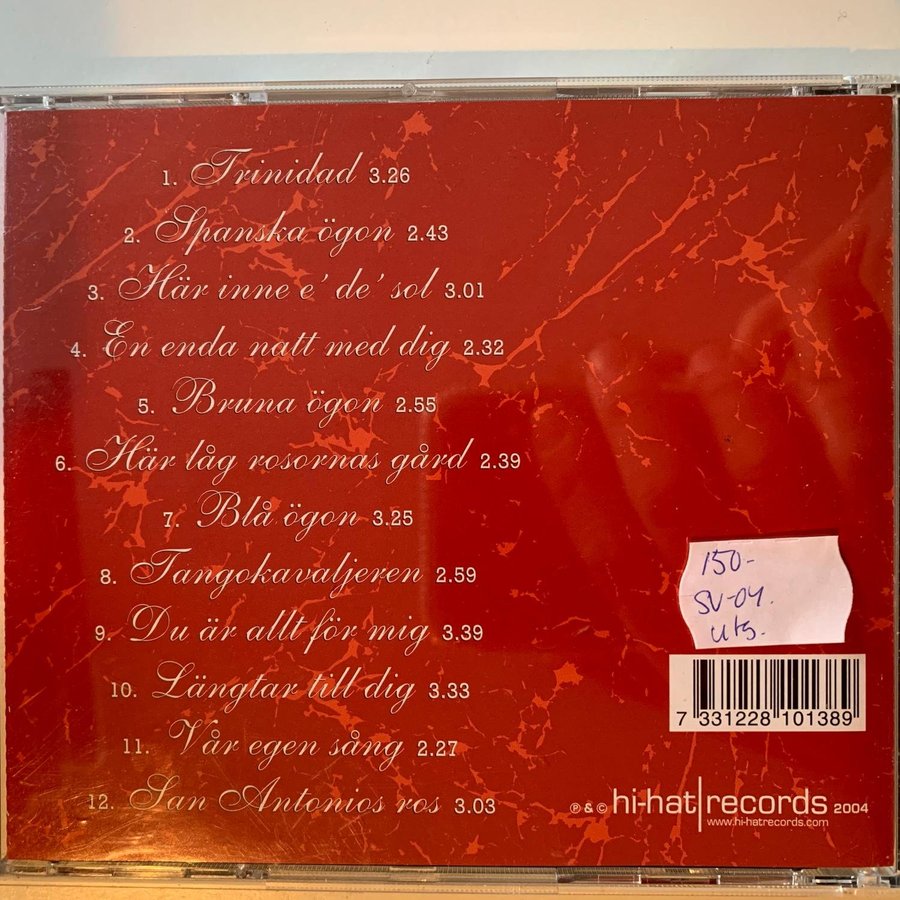 1. Trinidad 3.26
2. Spanska ögon 2.43
3. Här inne e' de' sol 3.01
4. En enda natt med dig 2.32
5. Bruna ögon 2.55
6. Här låg rosornas gård 2.39
7. Blå ögon 3.25
8. Tangokavaljeren 2.59
9. Du är allt för mig 3.39
10. Längtar till dig 3.33
11. Vår egen sång 2.27
12. San Antonios ros 3.03
150-
SV-04.
utg.
7 331228 101389
℗ & © hi-hat|records 2004
www.hi-hatrecords.com